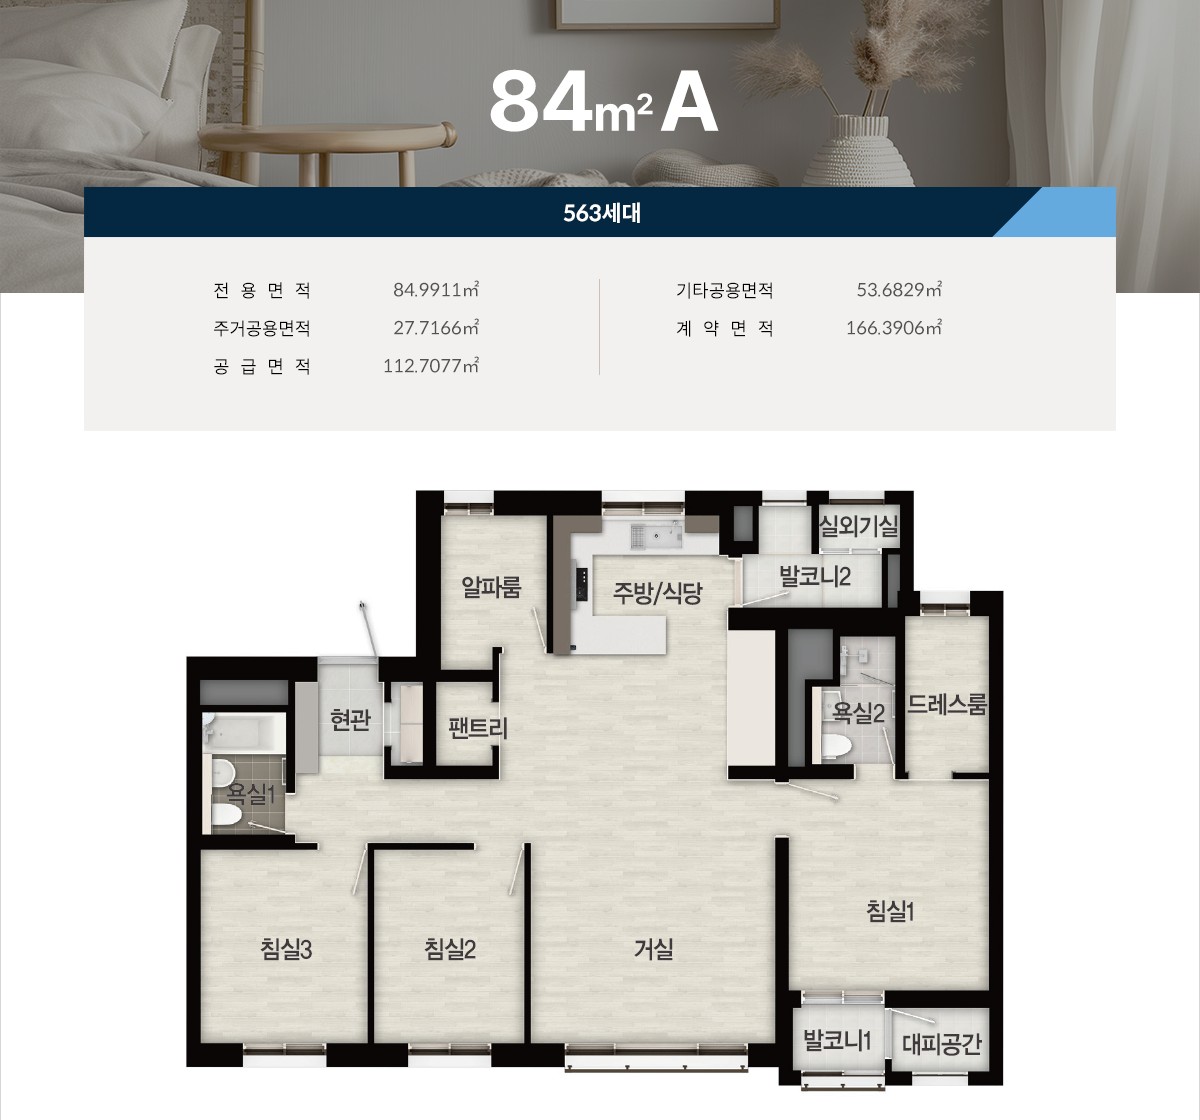 84m² A
563세대
전 용 면 적 84.9911㎡
주거공용면적 27.7166㎡
공 급 면 적 112.7077㎡
기타공용면적 53.6829㎡
계 약 면 적 166.3906㎡
실외기실
알파룸
주방/식당
발코니2
현관
팬트리
욕실2
드레스룸
욕실1
침실3
침실2
거실
침실1
발코니1
대피공간